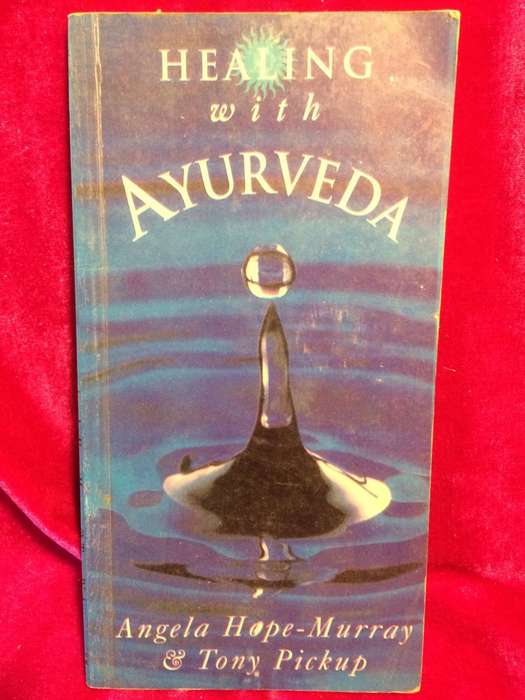 HEALING
with
AYURVEDA
Angela Hope-Murray
& Tony Pickup